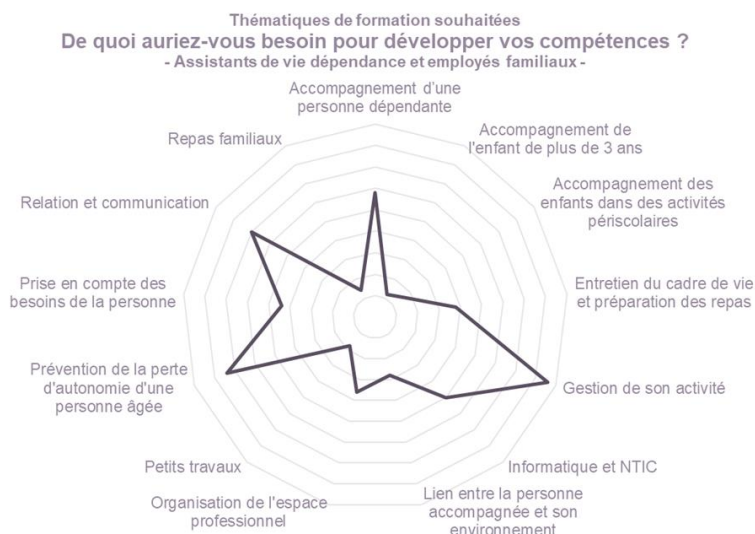 Thématiques de formation souhaitées
De quoi auriez-vous besoin pour développer vos compétences ?
- Assistants de vie dépendance et employés familiaux -
Accompagnement d'une
personne dépendante
Accompagnement de
l'enfant de plus de 3 ans
Accompagnement des
enfants dans des activités
périscolaires
Entretien du cadre de vie
et préparation des repas
Gestion de son activité
Informatique et NTIC
Lien entre la personne
accompagnée et son
environnement
Organisation de l'espace
professionnel
Petits travaux
Prévention de la perte
d'autonomie d'une
personne âgée
Prise en compte des
besoins de la personne
Relation et communication
Repas familiaux